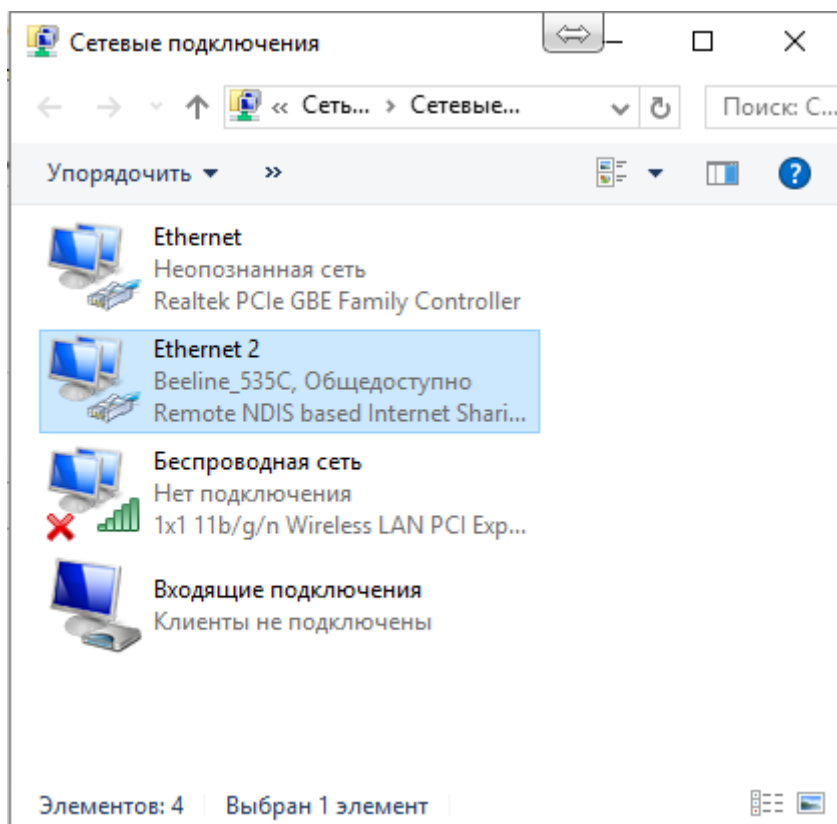 Сетевые подключения
« Сеть... › Сетевые...
Поиск: С...
Упорядочить »
Ethernet
Неопознанная сеть
Realtek PCIe GBE Family Controller
Ethernet 2
Beeline_535C, Общедоступно
Remote NDIS based Internet Shari...
Беспроводная сеть
Нет подключения
1x1 11b/g/n Wireless LAN PCI Exp...
Входящие подключения
Клиенты не подключены
Элементов: 4 Выбран 1 элемент